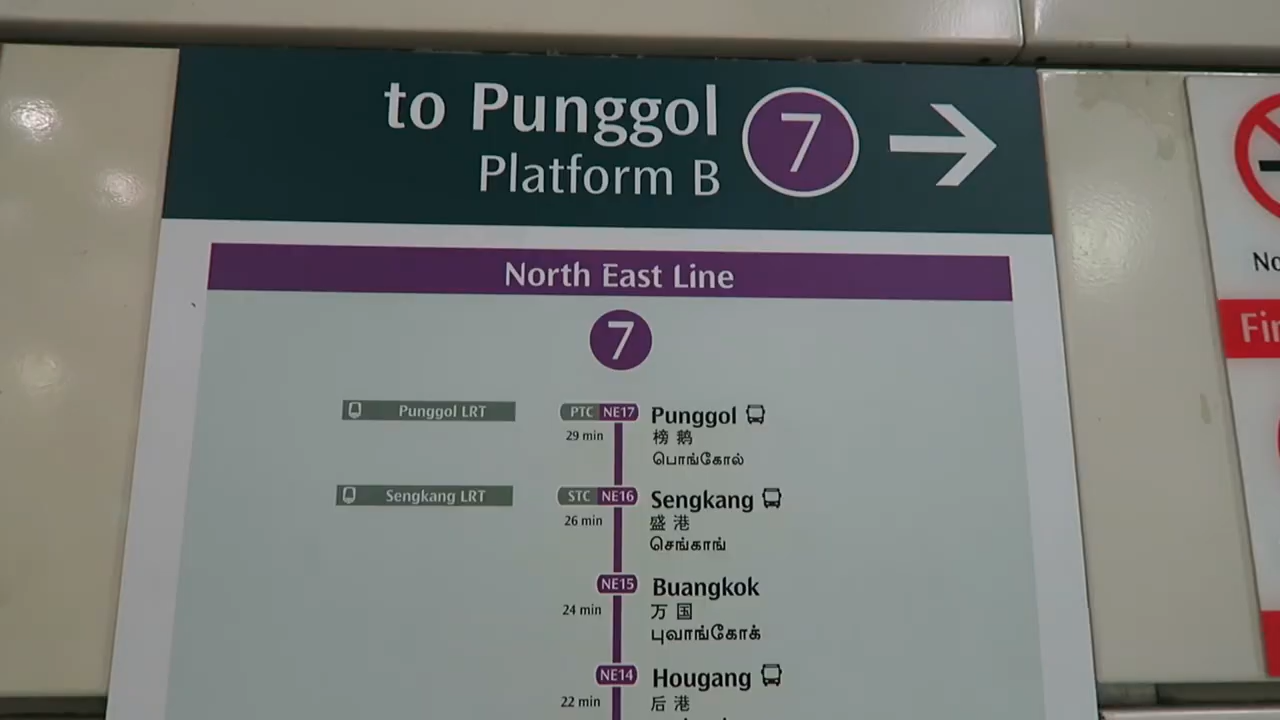 to Punggol 7
Platform B
North East Line
7
Punggol LRT PTC NE17 Punggol
29 min 榜 鹅
பொங்கோல்
Sengkang LRT STC NE16 Sengkang
26 min 盛 港
செங்காங்
NE15 Buangkok
24 min 万 国
புவாங்கோக்
NE14 Hougang
22 min 后 港